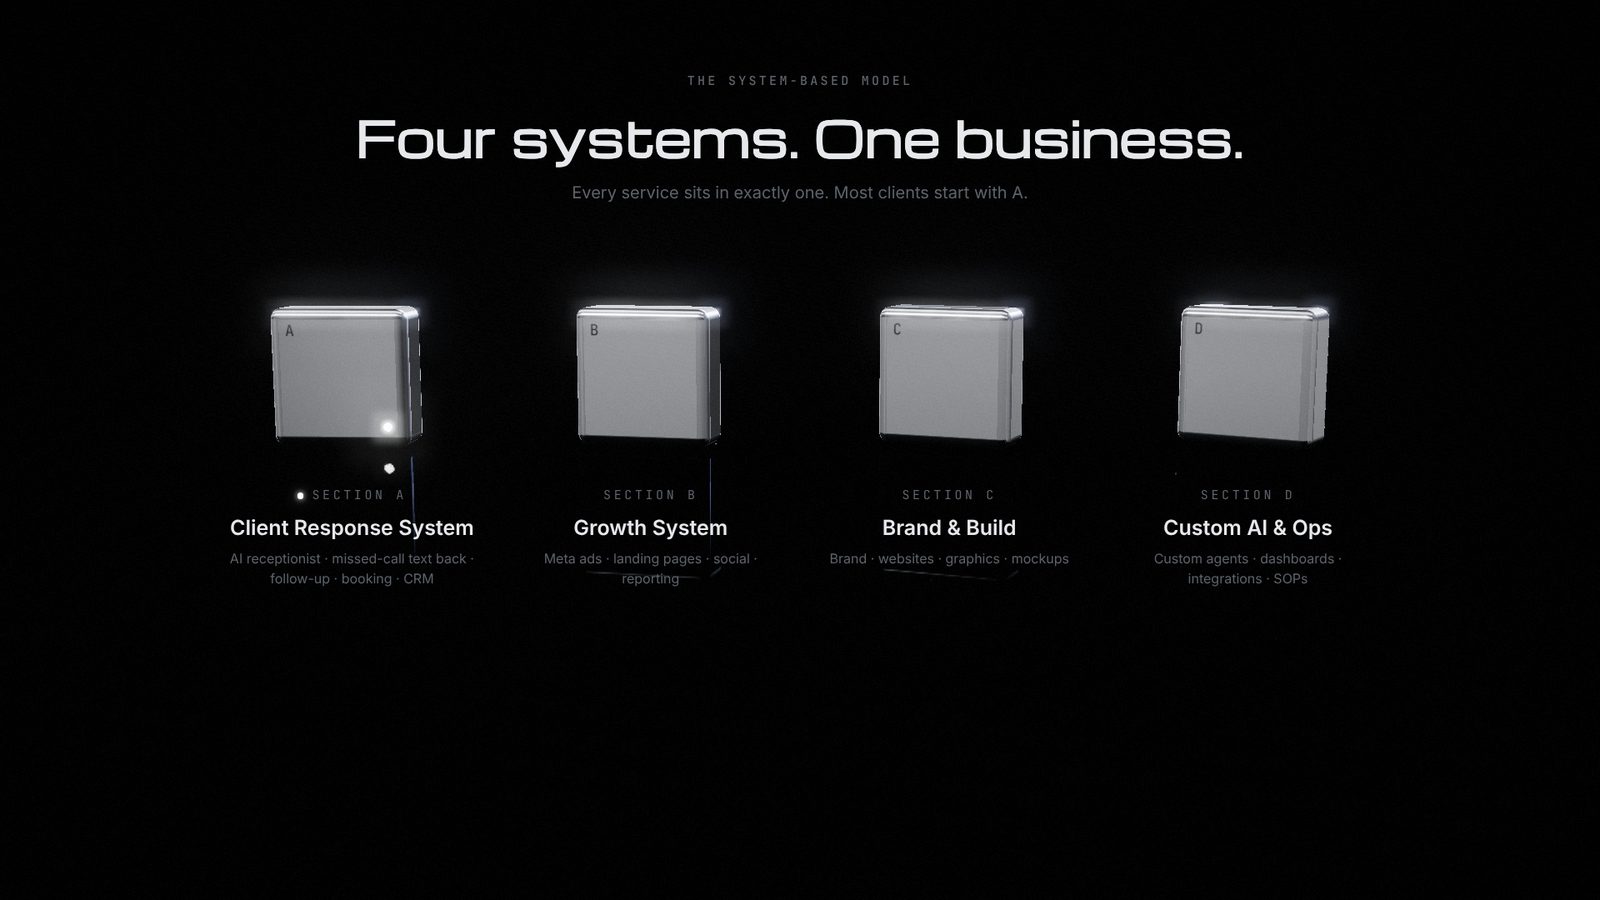 THE SYSTEM-BASED MODEL
Four systems. One business.
Every service sits in exactly one. Most clients start with A.
A
B
C
D
SECTION A
Client Response System
AI receptionist · missed-call text back ·
follow-up · booking · CRM
SECTION B
Growth System
Meta ads · landing pages · social ·
reporting
SECTION C
Brand & Build
Brand · websites · graphics · mockups
SECTION D
Custom AI & Ops
Custom agents · dashboards ·
integrations · SOPs